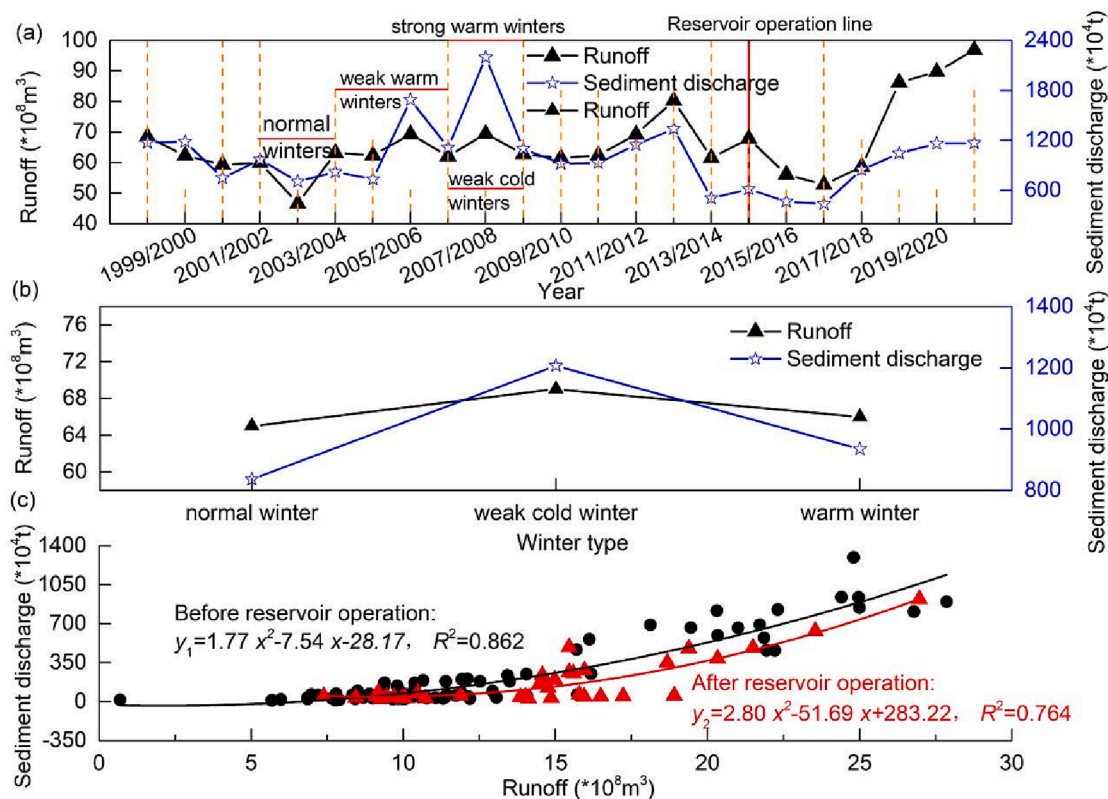 (a)
strong warm winters
Reservoir operation line
Runoff
Sediment discharge
Runoff
weak warm
winters
normal
winters
weak cold
winters
Runoff (*10⁸m³)
100
90
80
70
60
50
40
Sediment discharge (*10⁴t)
2400
1800
1200
600
1999/2000
2001/2002
2003/2004
2005/2006
2007/2008
2009/2010
2011/2012
2013/2014
2015/2016
2017/2018
2019/2020
Year
(b)
Runoff (*10⁸m³)
76
72
68
64
60
Runoff
Sediment discharge
Sediment discharge (*10⁴t)
1400
1200
1000
800
normal winter
weak cold winter
warm winter
Winter type
(c)
Sediment discharge (*10⁴t)
1400
1050
700
350
0
-350
Before reservoir operation:
y₁=1.77 x²-7.54 x-28.17, R²=0.862
After reservoir operation:
y₂=2.80 x²-51.69 x+283.22, R²=0.764
0
5
10
15
20
25
30
Runoff (*10⁸m³)